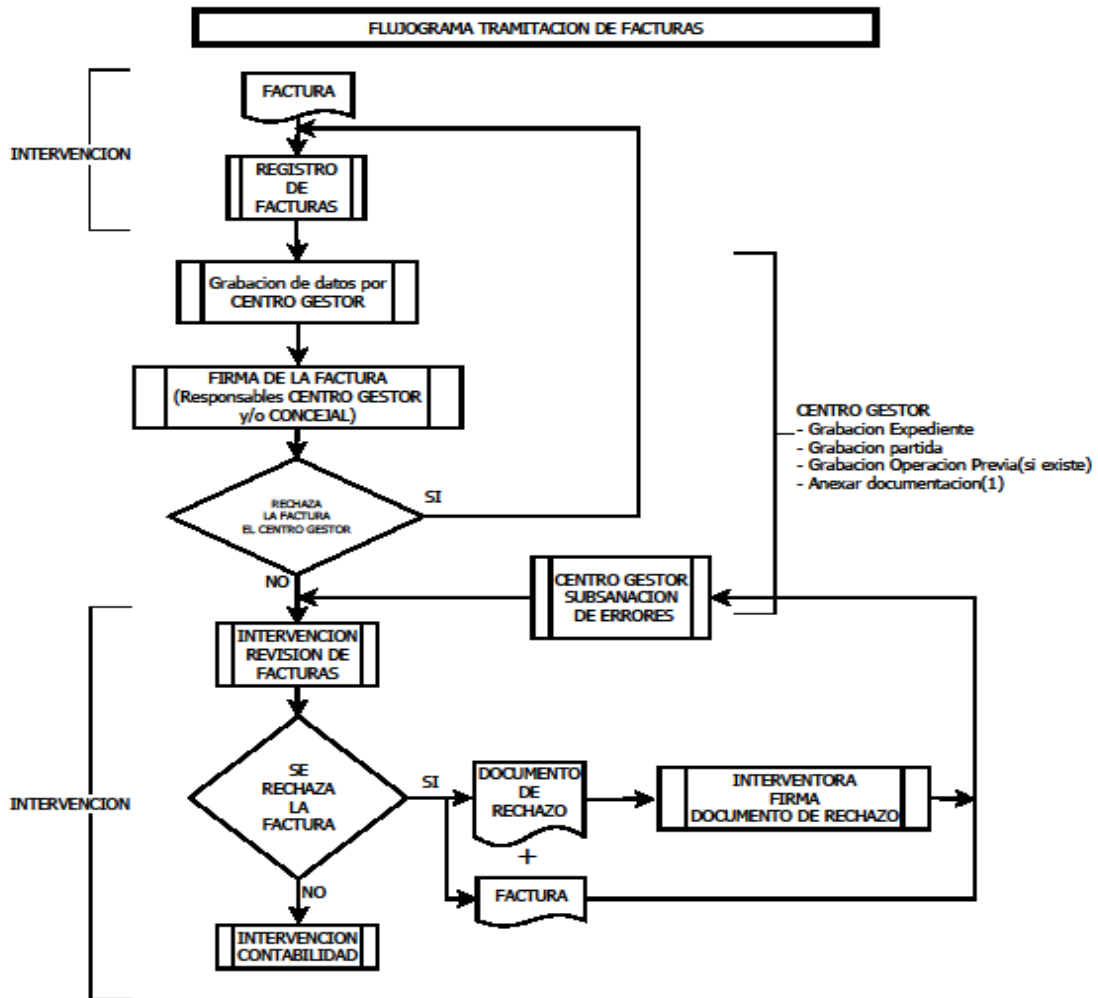 FLUJOGRAMA TRAMITACION DE FACTURAS
FACTURA
INTERVENCION
REGISTRO
DE
FACTURAS
Grabacion de datos por
CENTRO GESTOR
FIRMA DE LA FACTURA
(Responsables CENTRO GESTOR
y/o CONCEJAL)
CENTRO GESTOR
- Grabacion Expediente
- Grabacion partida
- Grabacion Operacion Previa(si existe)
- Anexar documentacion(1)
RECHAZA
LA FACTURA
EL CENTRO GESTOR
SI
NO
CENTRO GESTOR
SUBSANACION
DE ERRORES
INTERVENCION
REVISION DE
FACTURAS
INTERVENCION
SE
RECHAZA
LA
FACTURA
SI
DOCUMENTO
DE
RECHAZO
INTERVENTORA
FIRMA
DOCUMENTO DE RECHAZO
+
FACTURA
NO
INTERVENCION
CONTABILIDAD